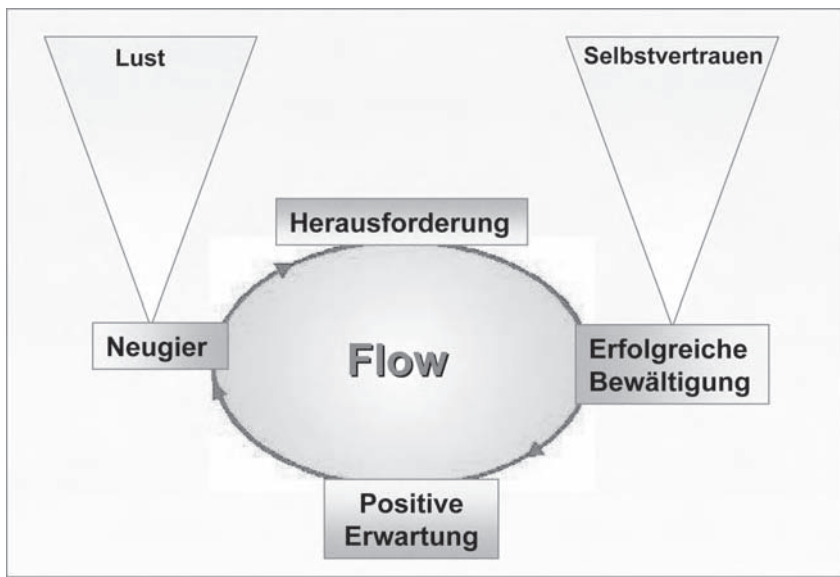 Lust
Selbstvertrauen
Herausforderung
Neugier
Flow
Erfolgreiche
Bewältigung
Positive
Erwartung